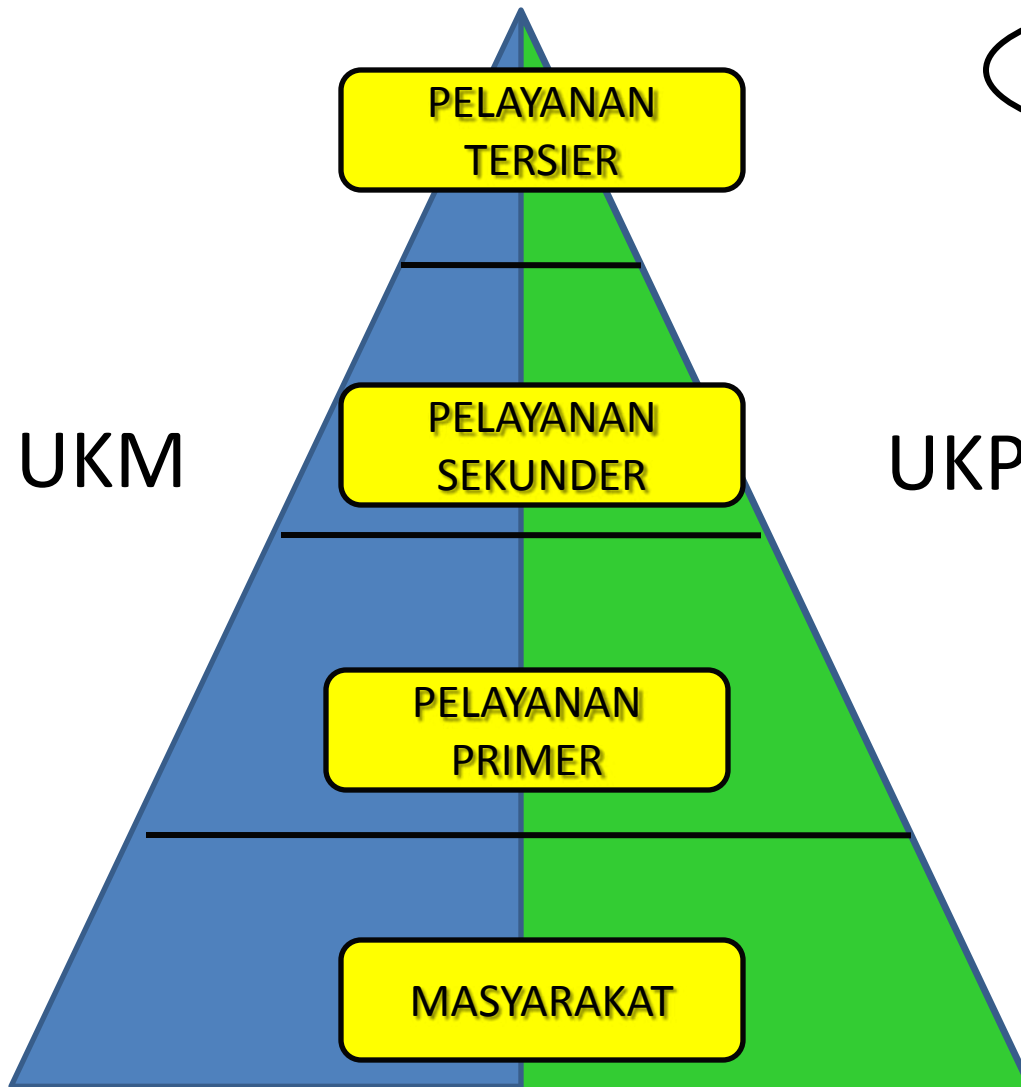 PELAYANAN
TERSIER
UKM
PELAYANAN
SEKUNDER
UKP
PELAYANAN
PRIMER
MASYARAKAT